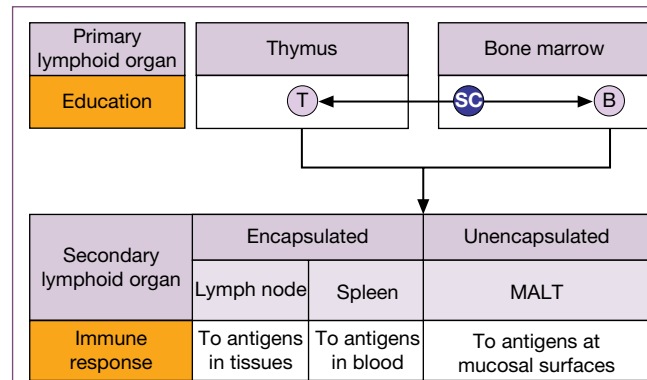 Primary
lymphoid organ
Thymus
Bone marrow
Education
T
SC
B
Secondary
lymphoid organ
Encapsulated
Unencapsulated
Lymph node
Spleen
MALT
Immune
response
To antigens
in tissues
To antigens
in blood
To antigens at
mucosal surfaces